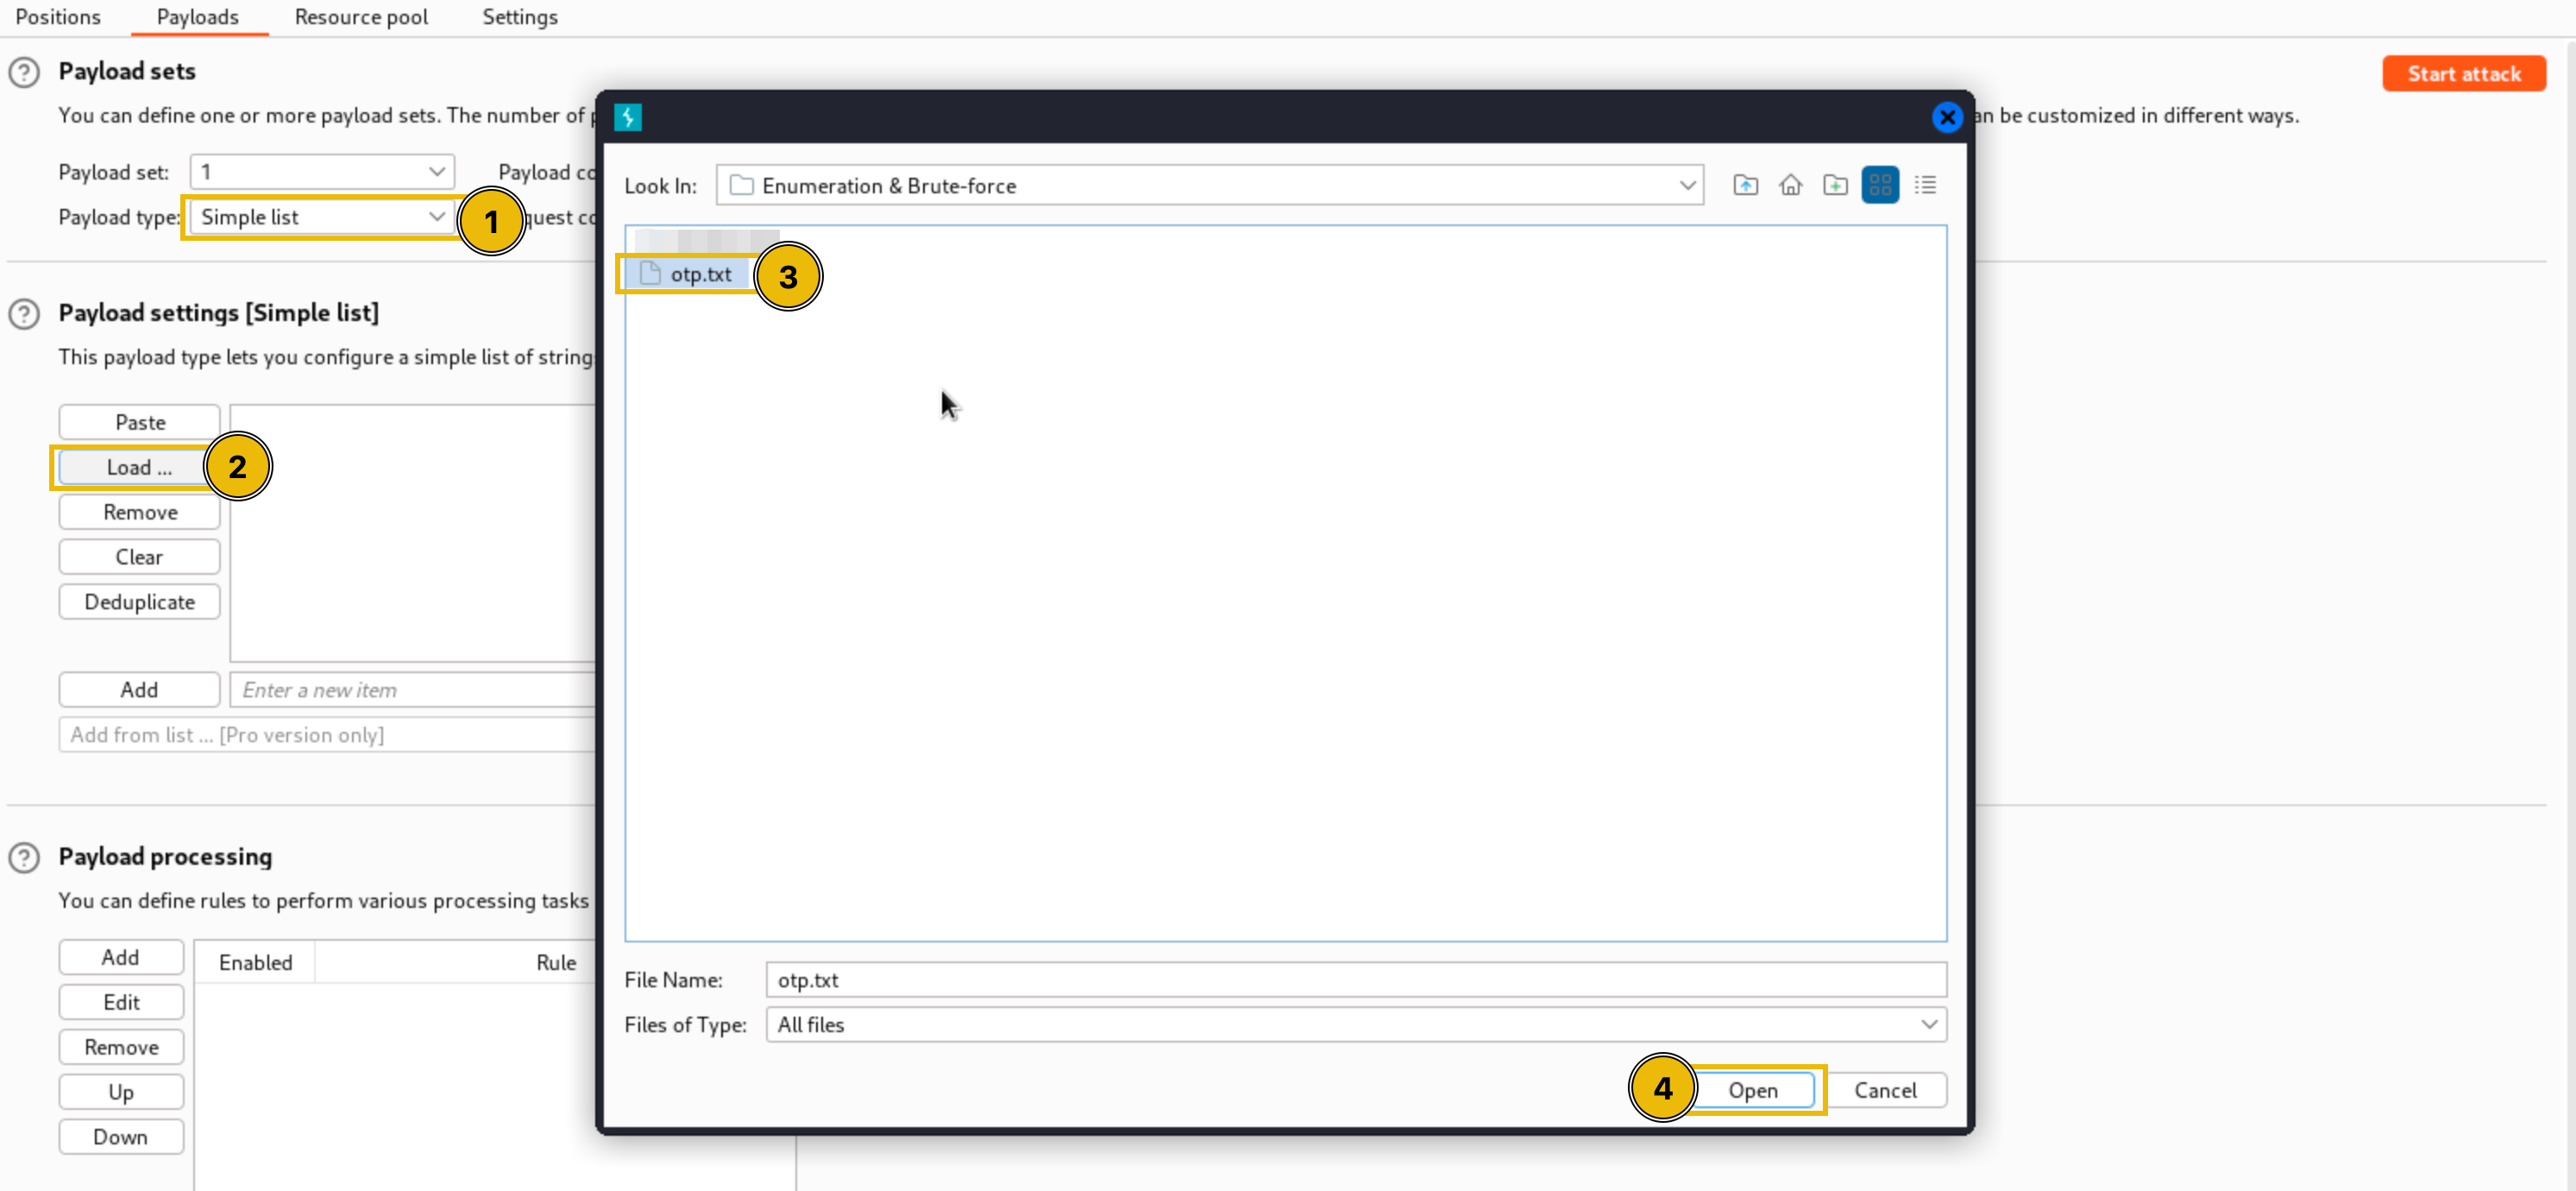 Positions Payloads Resource pool Settings
Payload sets
Start attack
You can define one or more payload sets. The number of
an be customized in different ways.
Payload set: 1
Payload co
Payload type: Simple list
1
quest co
Payload settings [Simple list]
This payload type lets you configure a simple list of string
Paste
Load ...
2
Remove
Clear
Deduplicate
Add
Enter a new item
Add from list ... [Pro version only]
Payload processing
You can define rules to perform various processing tasks
Add
Edit
Remove
Up
Down
Enabled Rule
Look In: Enumeration & Brute-force
otp.txt
3
File Name: otp.txt
Files of Type: All files
4
Open
Cancel